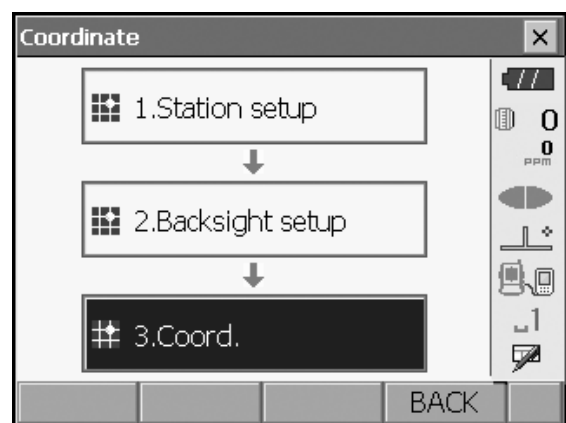 Coordinate
1.Station setup
2.Backsight setup
3.Coord.
0
0
PPM
1
BACK